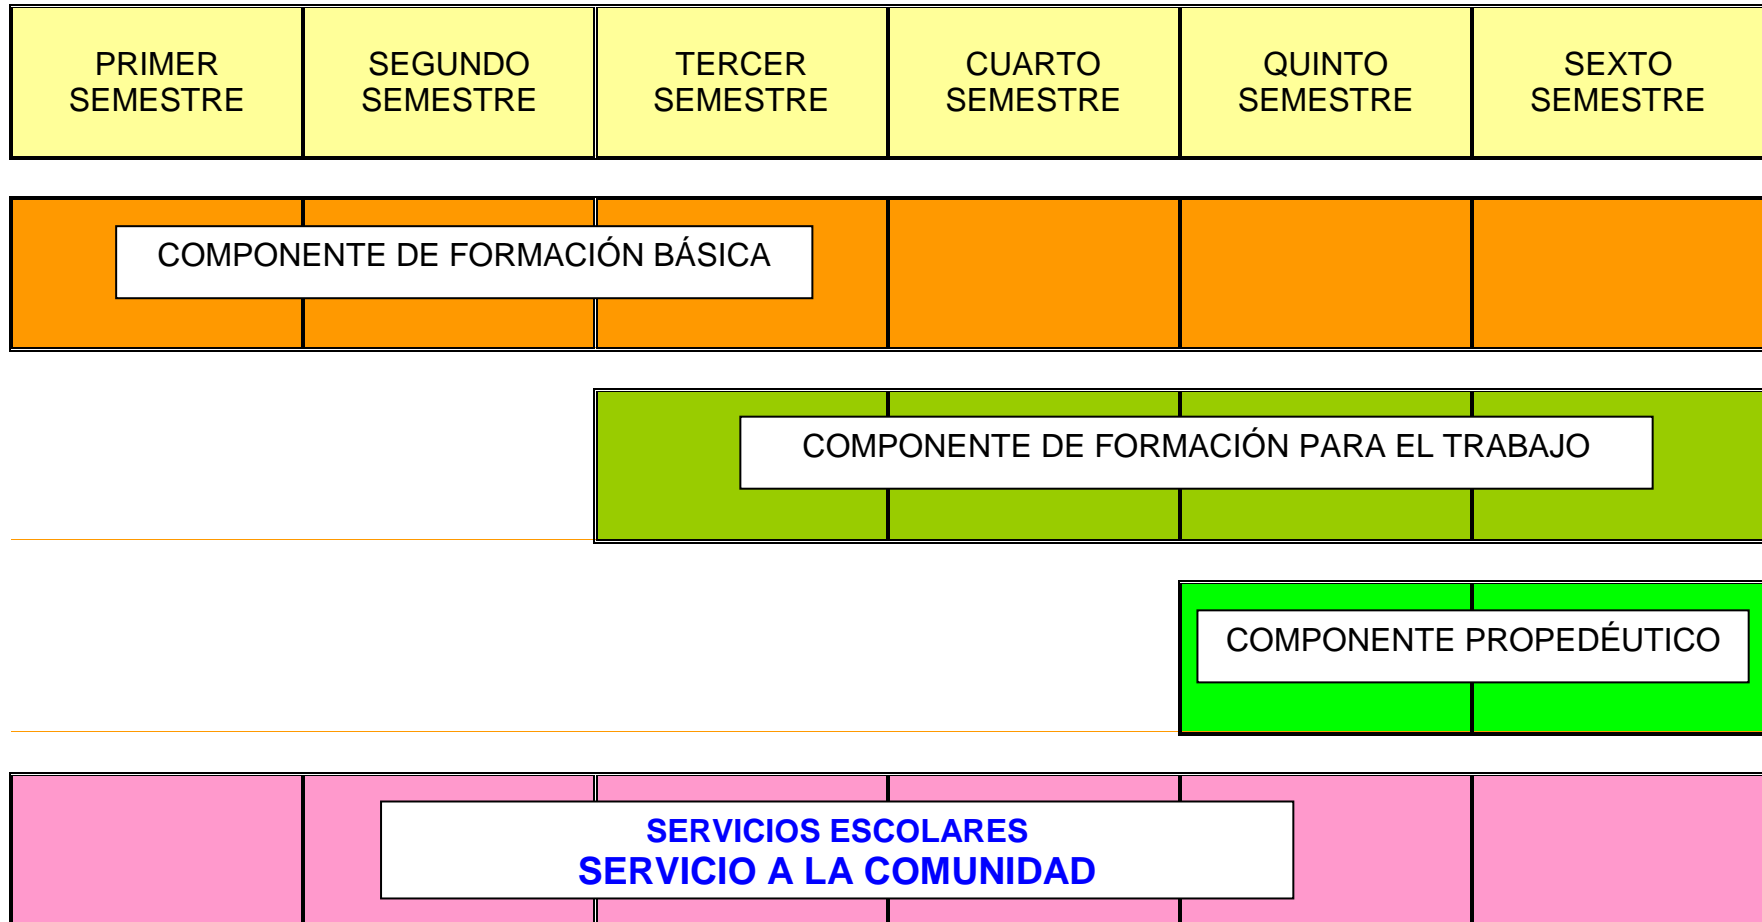 PRIMER
SEMESTRE
SEGUNDO
SEMESTRE
TERCER
SEMESTRE
CUARTO
SEMESTRE
QUINTO
SEMESTRE
SEXTO
SEMESTRE
COMPONENTE DE FORMACIÓN BÁSICA
COMPONENTE DE FORMACIÓN PARA EL TRABAJO
COMPONENTE PROPEDÉUTICO
SERVICIOS ESCOLARES
SERVICIO A LA COMUNIDAD